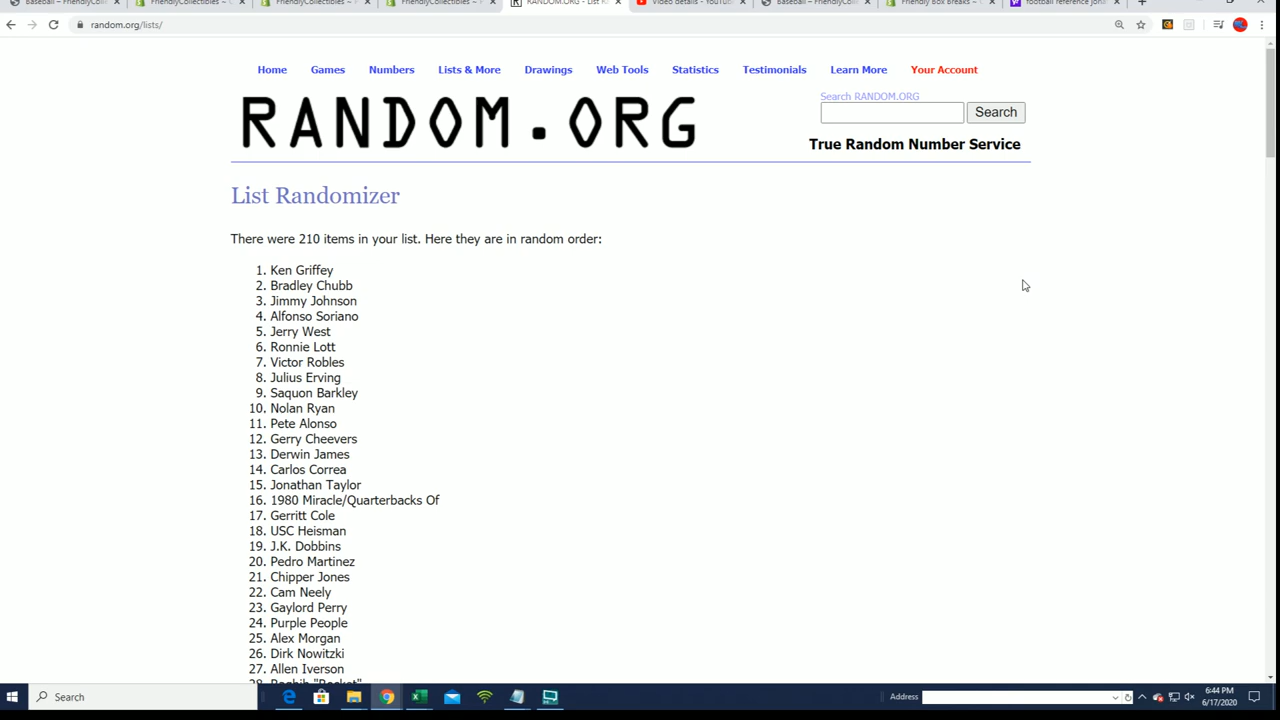 Baseball – FriendlyColl
FriendlyCollectibles ~
FriendlyCollectibles ~
FriendlyCollectibles ~
RANDOM.ORG - List R
Video details - YouTube
Baseball – FriendlyColl
Friendly Box Breaks ~
football reference jona
random.org/lists/
Home Games Numbers Lists & More Drawings Web Tools Statistics Testimonials Learn More Your Account
RANDOM.ORG
Search RANDOM.ORG
Search
True Random Number Service
List Randomizer
There were 210 items in your list. Here they are in random order:
1. Ken Griffey
2. Bradley Chubb
3. Jimmy Johnson
4. Alfonso Soriano
5. Jerry West
6. Ronnie Lott
7. Victor Robles
8. Julius Erving
9. Saquon Barkley
10. Nolan Ryan
11. Pete Alonso
12. Gerry Cheevers
13. Derwin James
14. Carlos Correa
15. Jonathan Taylor
16. 1980 Miracle/Quarterbacks Of
17. Gerritt Cole
18. USC Heisman
19. J.K. Dobbins
20. Pedro Martinez
21. Chipper Jones
22. Cam Neely
23. Gaylord Perry
24. Purple People
25. Alex Morgan
26. Dirk Nowitzki
27. Allen Iverson
28.
Search
Address
6:44 PM
6/17/2020